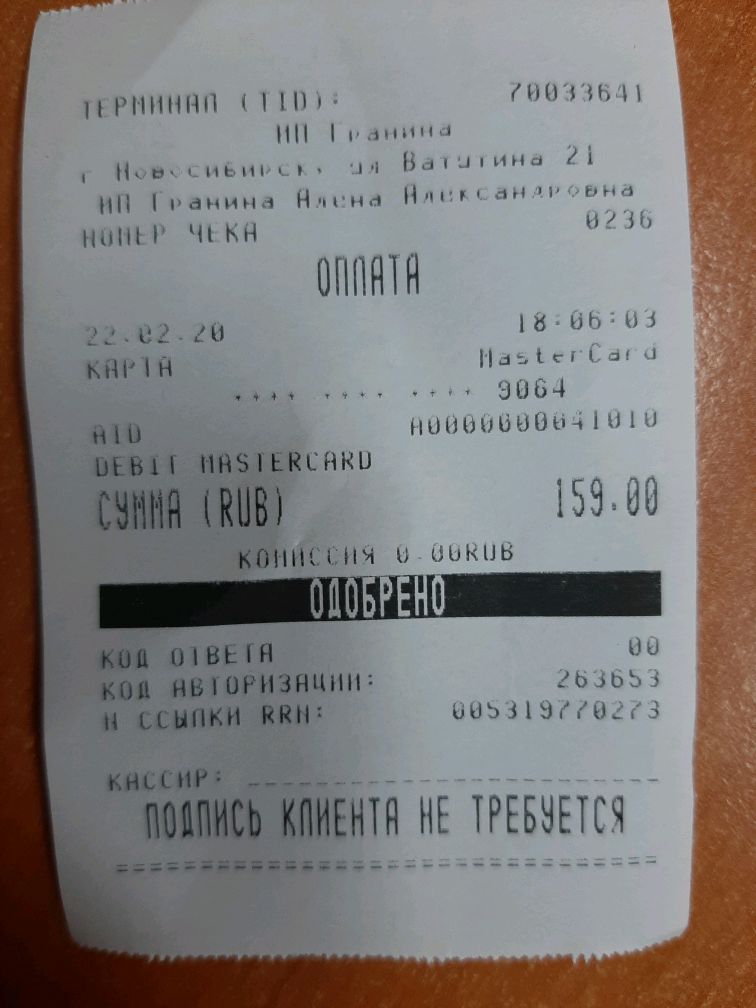 ТЕРМИНАЛ (TID): 70033641
ИП Гранина
г Новосибирск, ул Ватутина 21
ИП Гранина Алена Александровна
НОМЕР ЧЕКА 0236
ОПЛАТА
22.02.20 18:06:03
КАРТА MasterCard
**** **** **** 9064
AID A0000000041010
DEBIT MASTERCARD
СУММА (RUB) 159.00
КОМИССИЯ 0.00RUB
ОДОБРЕНО
КОД ОТВЕТА 00
КОД АВТОРИЗАЦИИ: 263653
N ССЫЛКИ RRN: 005319770273
КАССИР:
ПОДПИСЬ КЛИЕНТА НЕ ТРЕБУЕТСЯ